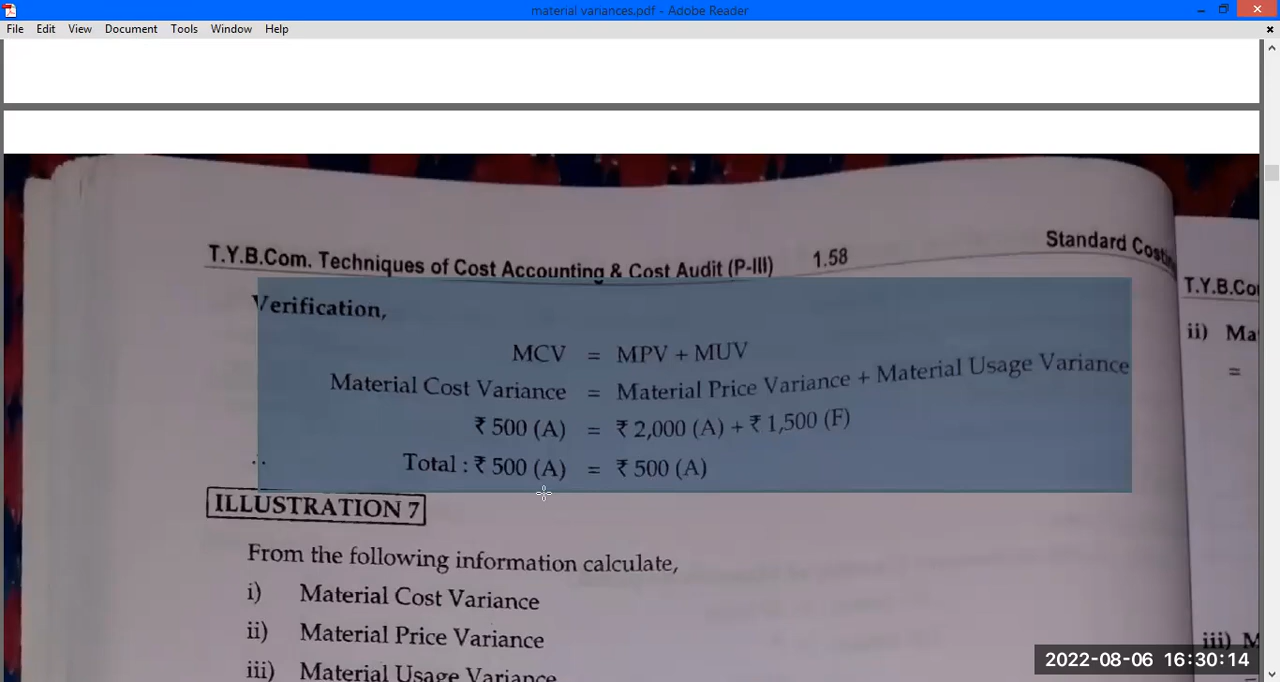 material variances.pdf - Adobe Reader
File Edit View Document Tools Window Help
T.Y.B.Com. Techniques of Cost Accounting & Cost Audit (P-III) 1.58 Standard
Verification,
MCV = MPV + MUV
Material Cost Variance = Material Price Variance + Material Usage Variance
₹ 500 (A) = ₹ 2,000 (A) + ₹ 1,500 (F)
∴ Total : ₹ 500 (A) = ₹ 500 (A)
ILLUSTRATION 7
From the following information calculate,
i) Material Cost Variance
ii) Material Price Variance
iii) Material Usage Variance
T.Y.B.Co
ii) Ma
=
iii) M
2022-08-06 16:30:14